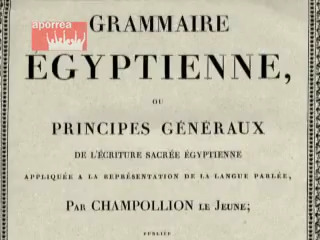 aporrea
GRAMMAIRE
EGYPTIENNE,
OU
PRINCIPES GÉNÉRAUX
DE L'ÉCRITURE SACRÉE ÉGYPTIENNE
APPLIQUÉE A LA REPRÉSENTATION DE LA LANGUE PARLÉE,
PAR CHAMPOLLION LE JEUNE;
PUBLIÉE